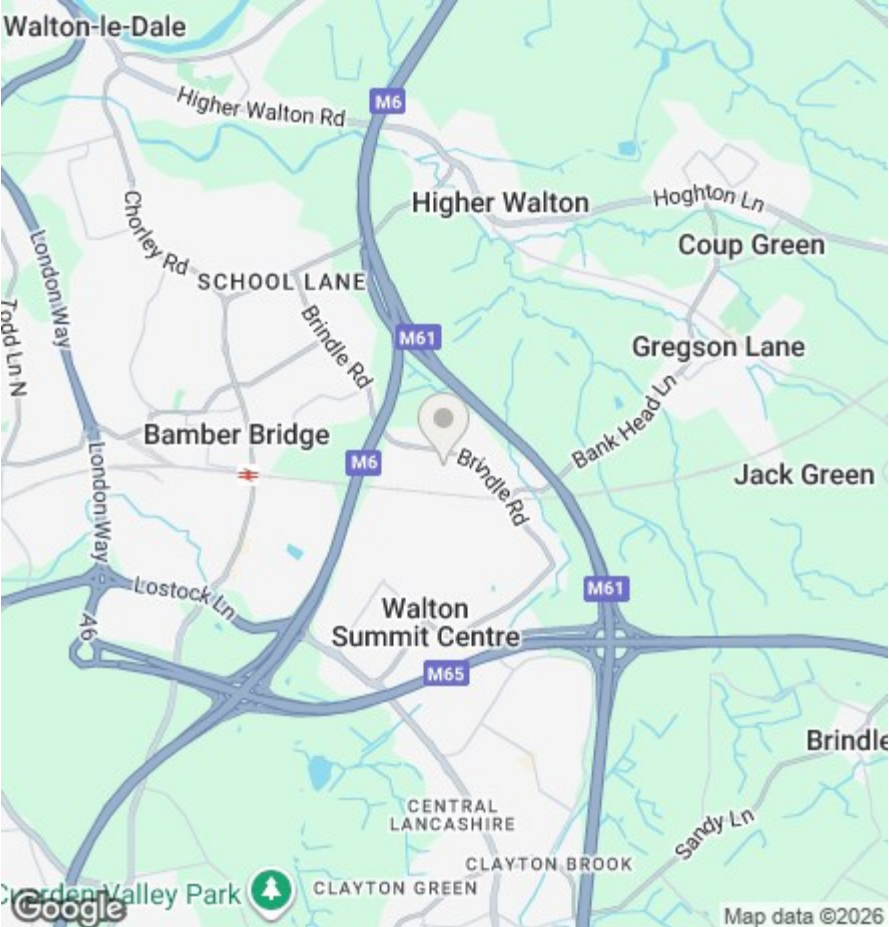 Walton-le-Dale
M6
Higher Walton Rd
Higher Walton
Hoghton Ln
Coup Green
Chorley Rd
London Way
SCHOOL LANE
Todd Ln N
Brindle Rd
M61
Gregson Lane
Bank Head Ln
Bamber Bridge
M6
Brindle Rd
Jack Green
London Way
Lostock Ln
A6
M61
Walton
Summit Centre
M65
Brindle
CENTRAL
LANCASHIRE
Sandy Ln
CLAYTON BROOK
CLAYTON GREEN
Cuerden Valley Park
Google
Map data ©2026